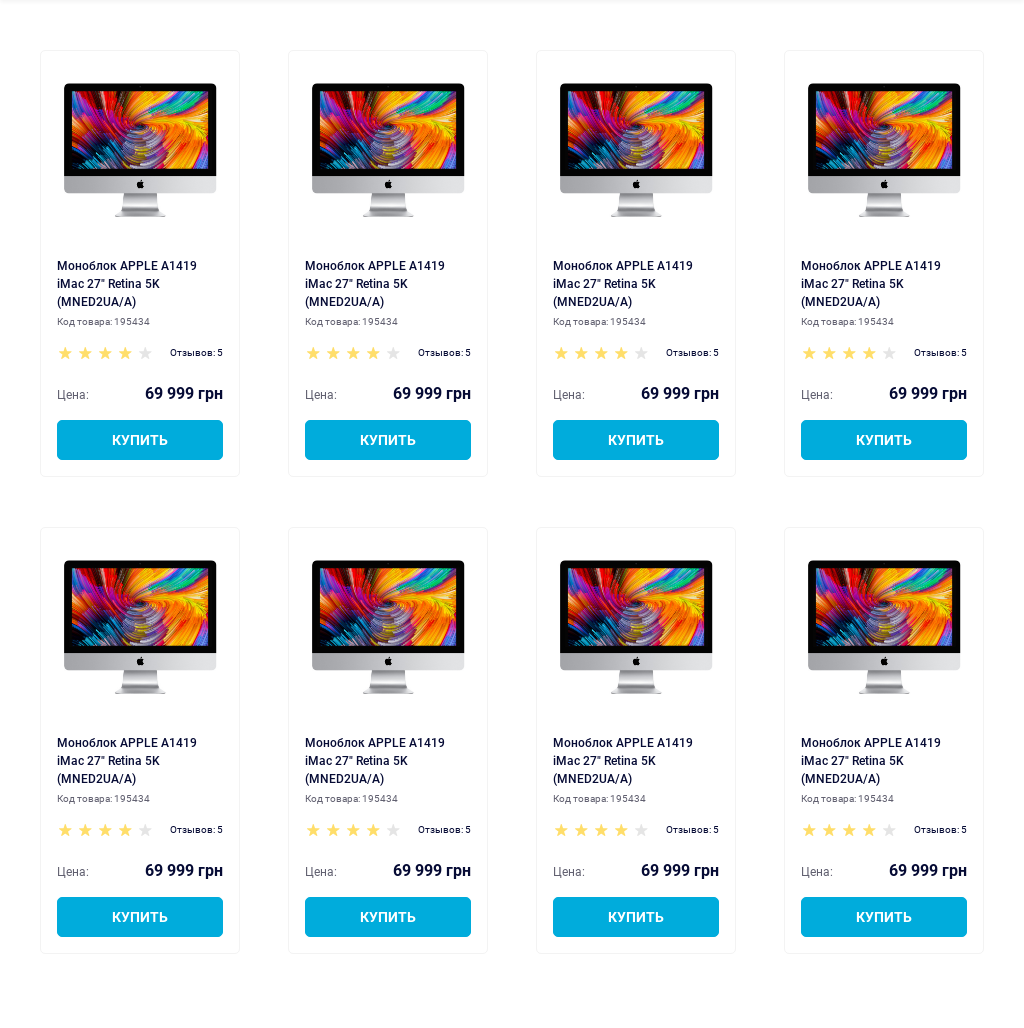 Моноблок APPLE A1419
iMac 27" Retina 5K
(MNED2UA/A)
Код товара: 195434
Отзывов: 5
Цена: 69 999 грн
КУПИТЬ
Моноблок APPLE A1419
iMac 27" Retina 5K
(MNED2UA/A)
Код товара: 195434
Отзывов: 5
Цена: 69 999 грн
КУПИТЬ
Моноблок APPLE A1419
iMac 27" Retina 5K
(MNED2UA/A)
Код товара: 195434
Отзывов: 5
Цена: 69 999 грн
КУПИТЬ
Моноблок APPLE A1419
iMac 27" Retina 5K
(MNED2UA/A)
Код товара: 195434
Отзывов: 5
Цена: 69 999 грн
КУПИТЬ
Моноблок APPLE A1419
iMac 27" Retina 5K
(MNED2UA/A)
Код товара: 195434
Отзывов: 5
Цена: 69 999 грн
КУПИТЬ
Моноблок APPLE A1419
iMac 27" Retina 5K
(MNED2UA/A)
Код товара: 195434
Отзывов: 5
Цена: 69 999 грн
КУПИТЬ
Моноблок APPLE A1419
iMac 27" Retina 5K
(MNED2UA/A)
Код товара: 195434
Отзывов: 5
Цена: 69 999 грн
КУПИТЬ
Моноблок APPLE A1419
iMac 27" Retina 5K
(MNED2UA/A)
Код товара: 195434
Отзывов: 5
Цена: 69 999 грн
КУПИТЬ